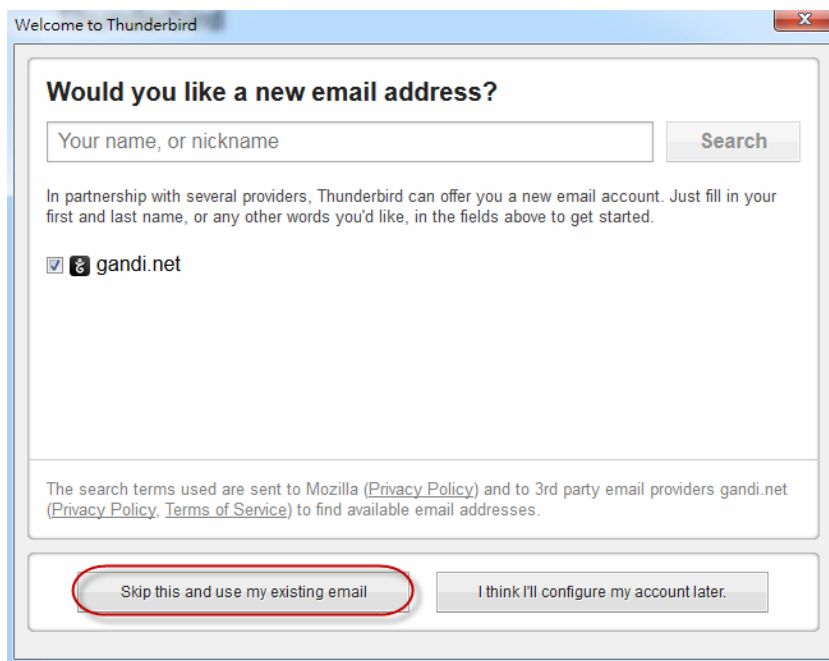 Welcome to Thunderbird
Would you like a new email address?
Your name, or nickname
Search
In partnership with several providers, Thunderbird can offer you a new email account. Just fill in your
first and last name, or any other words you'd like, in the fields above to get started.
gandi.net
The search terms used are sent to Mozilla (Privacy Policy) and to 3rd party email providers gandi.net
(Privacy Policy, Terms of Service) to find available email addresses.
Skip this and use my existing email
I think I'll configure my account later.